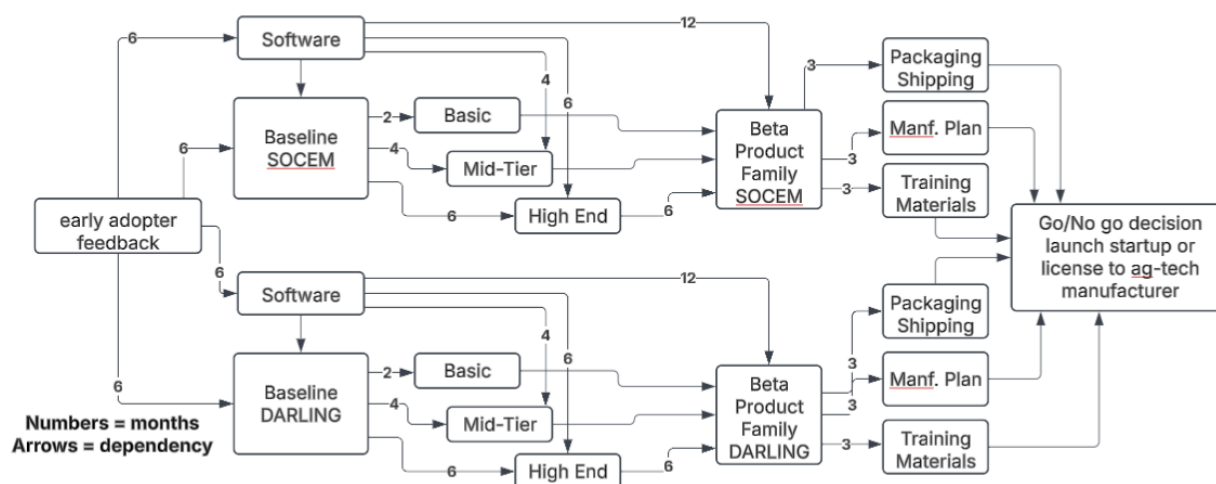 12
6
Software
Packaging
Shipping
3
4
6
Baseline
SOCEM
2
Basic
Beta
Product
Family
SOCEM
Manf. Plan
3
6
4
Mid-Tier
3
Training
Materials
6
High End
6
early adopter
feedback
Go/No go decision
launch startup or
license to ag-tech
manufacturer
6
Software
12
Packaging
Shipping
4
6
3
6
Baseline
DARLING
2
Basic
Beta
Product
Family
DARLING
Manf. Plan
3
4
Mid-Tier
3
Training
Materials
6
High End
6
Numbers = months
Arrows = dependency